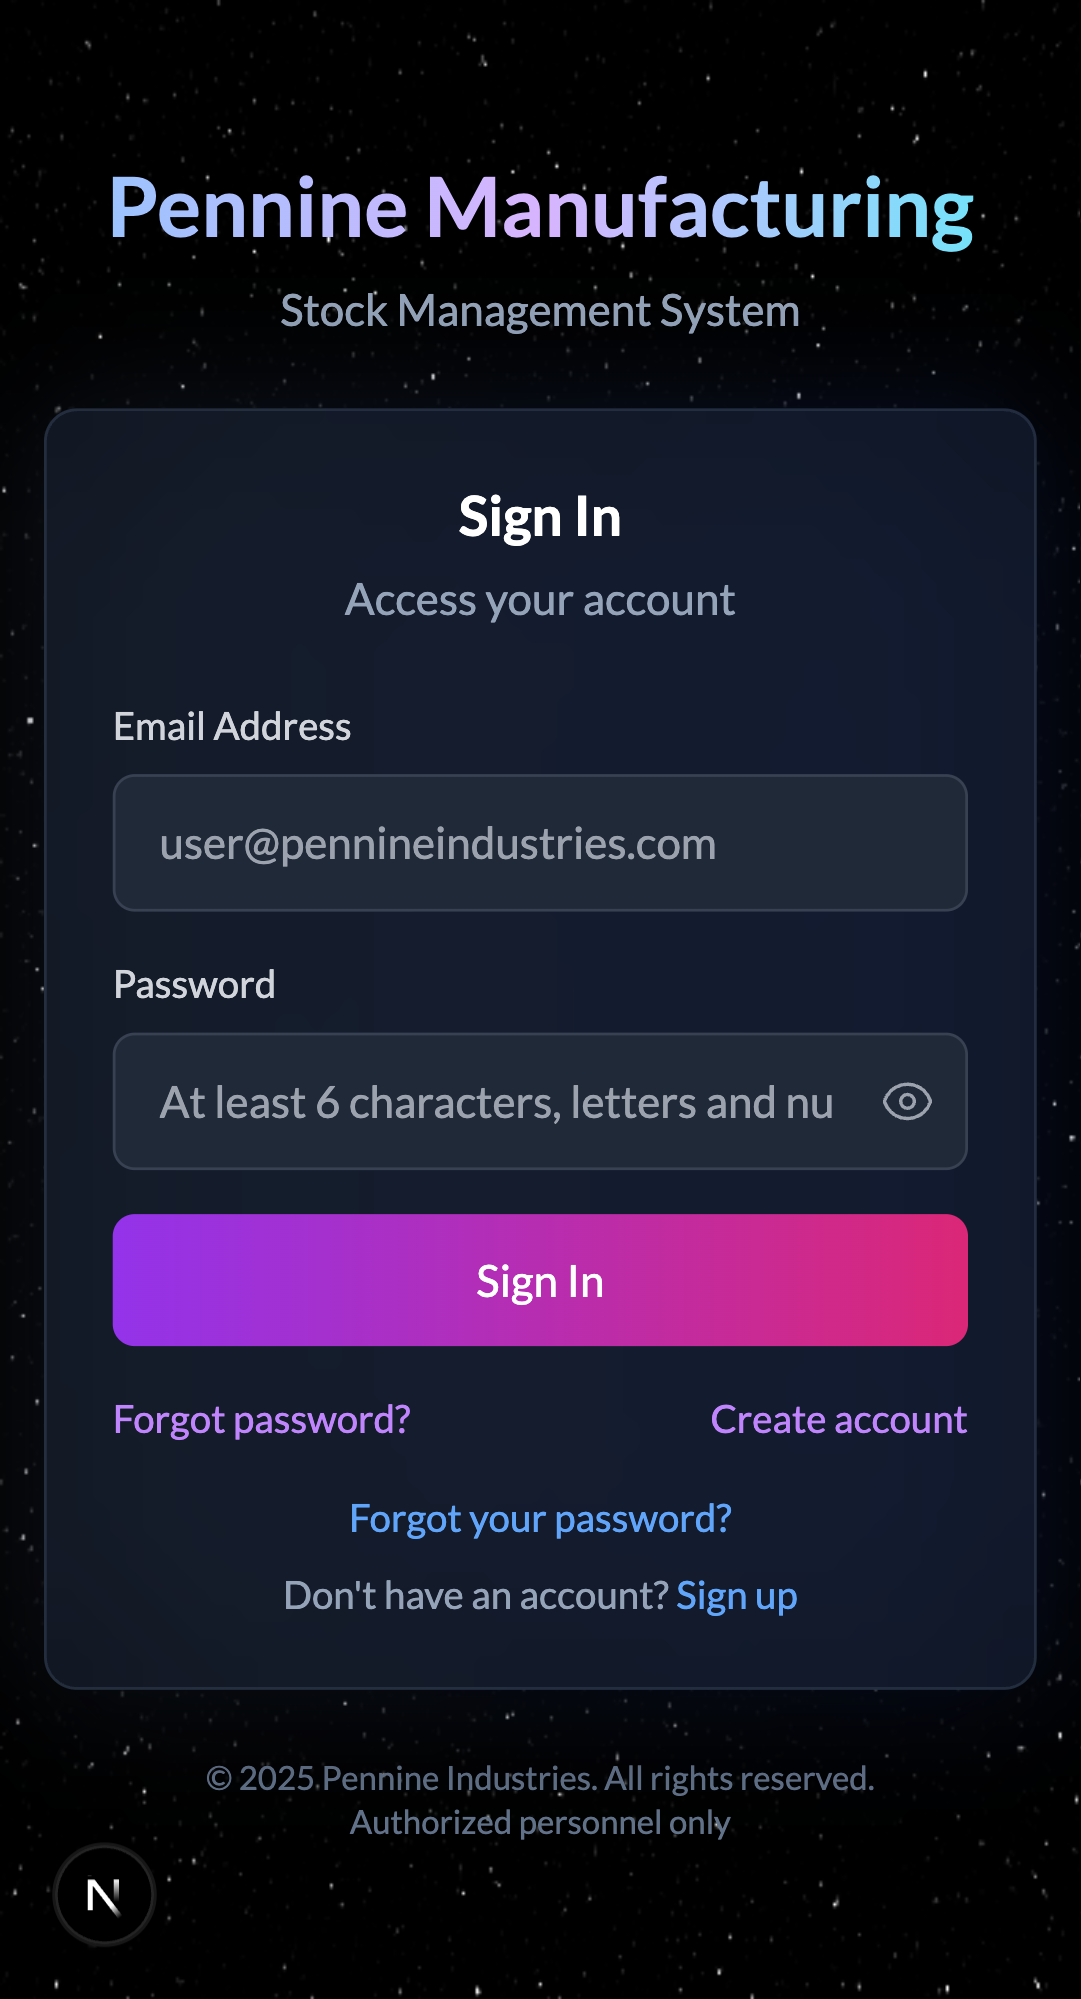 Pennine Manufacturing
Stock Management System
Sign In
Access your account
Email Address
user@pennineindustries.com
Password
At least 6 characters, letters and nu
Sign In
Forgot password? Create account
Forgot your password?
Don't have an account? Sign up
© 2025 Pennine Industries. All rights reserved.
Authorized personnel only
N